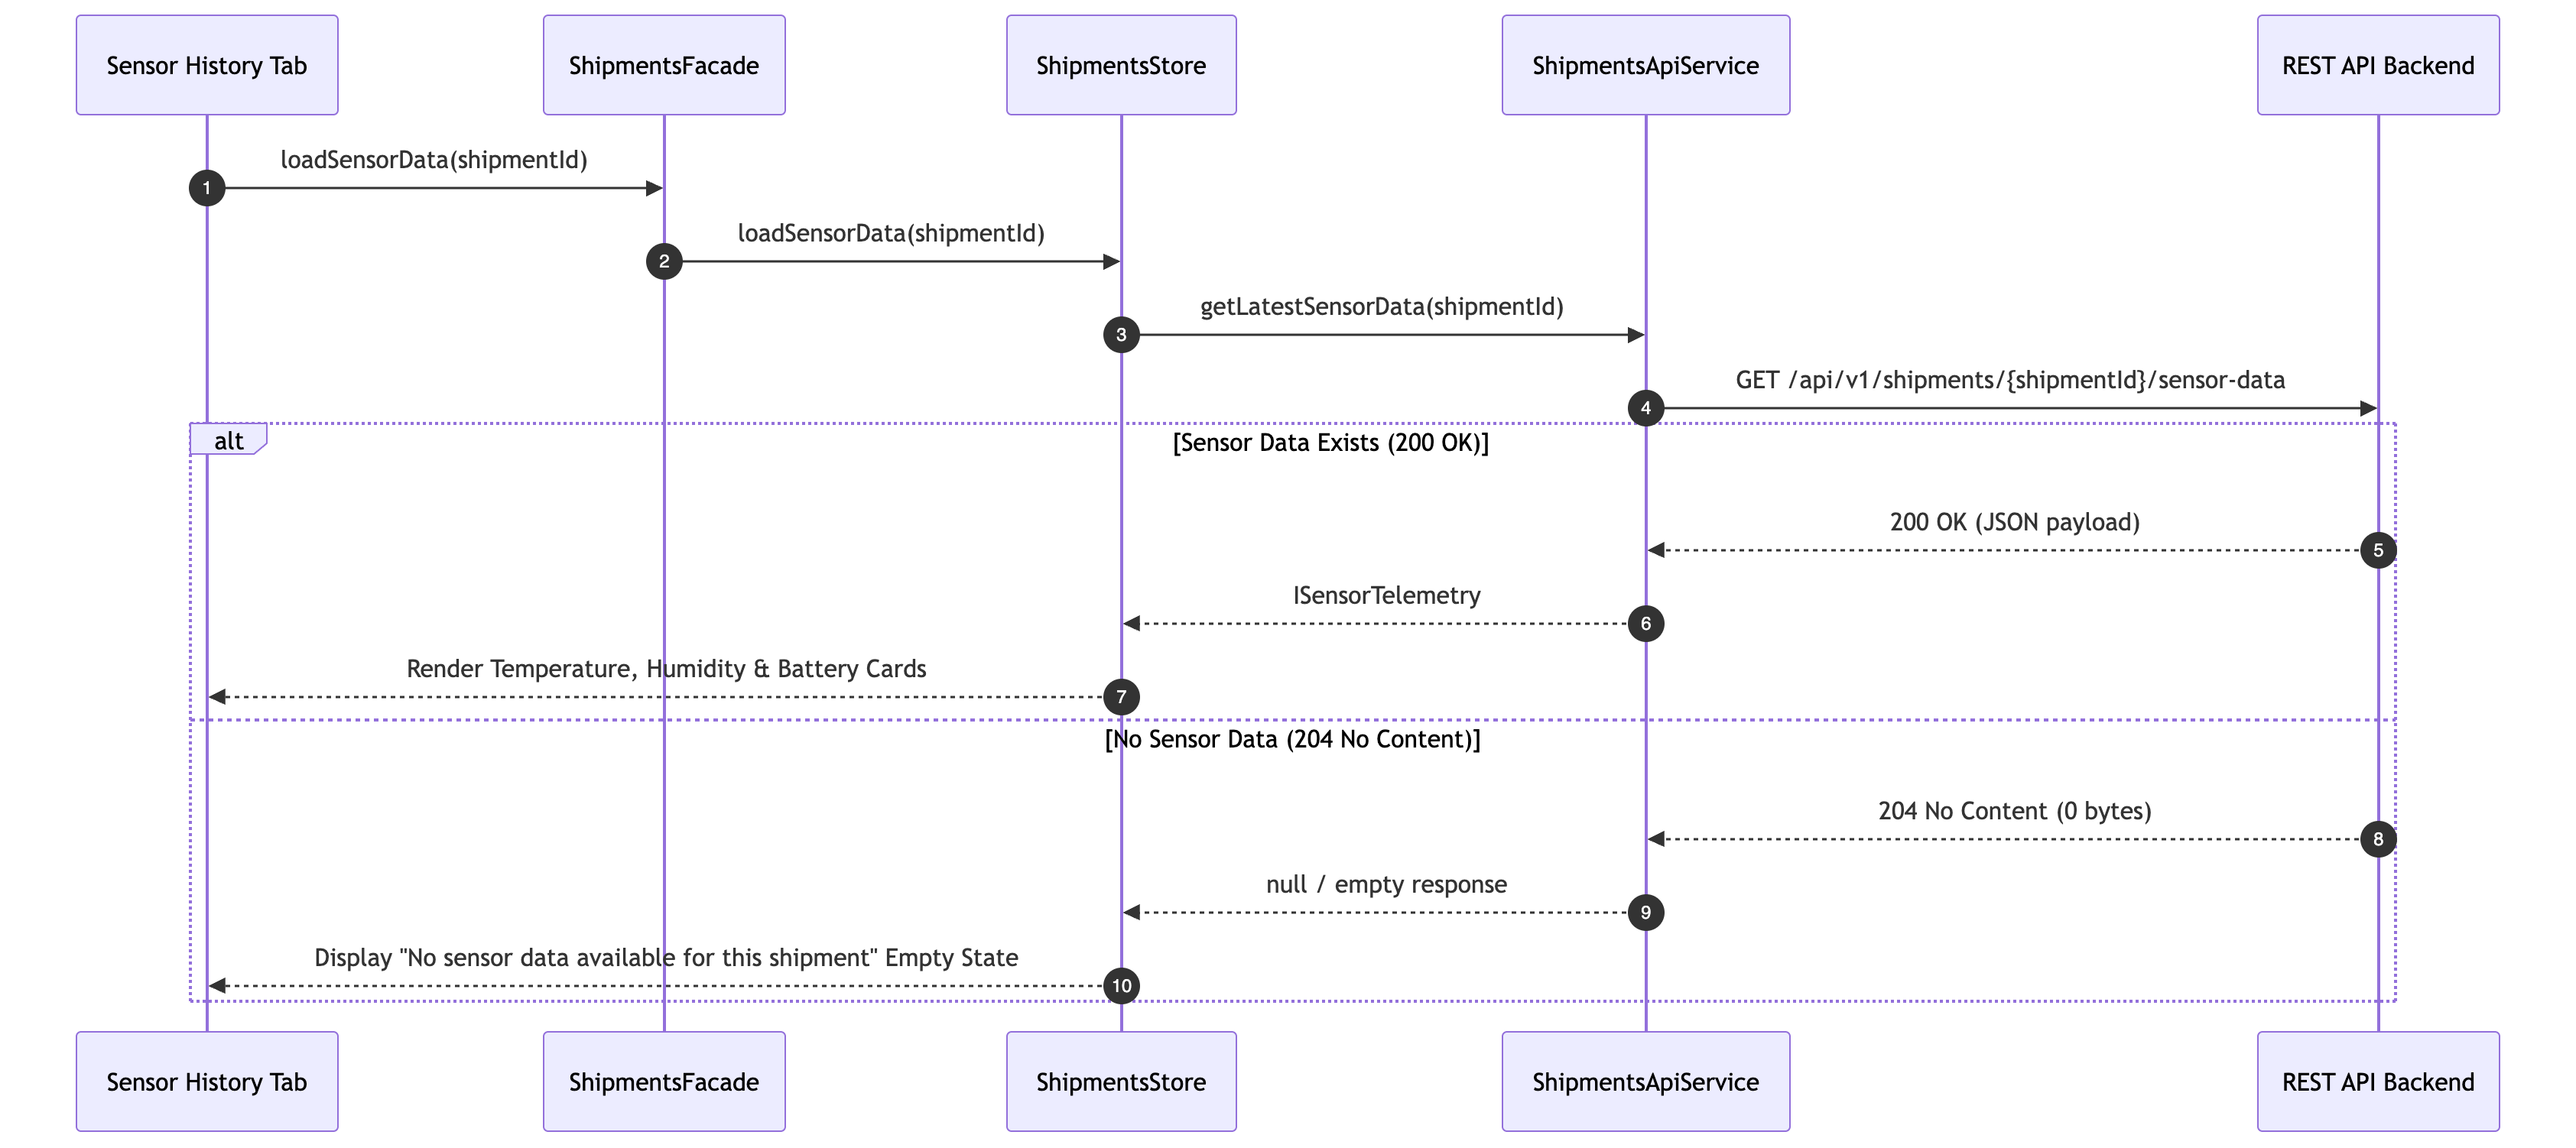 Sensor History Tab
ShipmentsFacade
ShipmentsStore
ShipmentsApiService
REST API Backend
loadSensorData(shipmentId)
1
loadSensorData(shipmentId)
2
getLatestSensorData(shipmentId)
3
GET /api/v1/shipments/{shipmentId}/sensor-data
4
alt
[Sensor Data Exists (200 OK)]
200 OK (JSON payload)
5
ISensorTelemetry
6
Render Temperature, Humidity & Battery Cards
7
[No Sensor Data (204 No Content)]
204 No Content (0 bytes)
8
null / empty response
9
Display "No sensor data available for this shipment" Empty State
10
Sensor History Tab
ShipmentsFacade
ShipmentsStore
ShipmentsApiService
REST API Backend